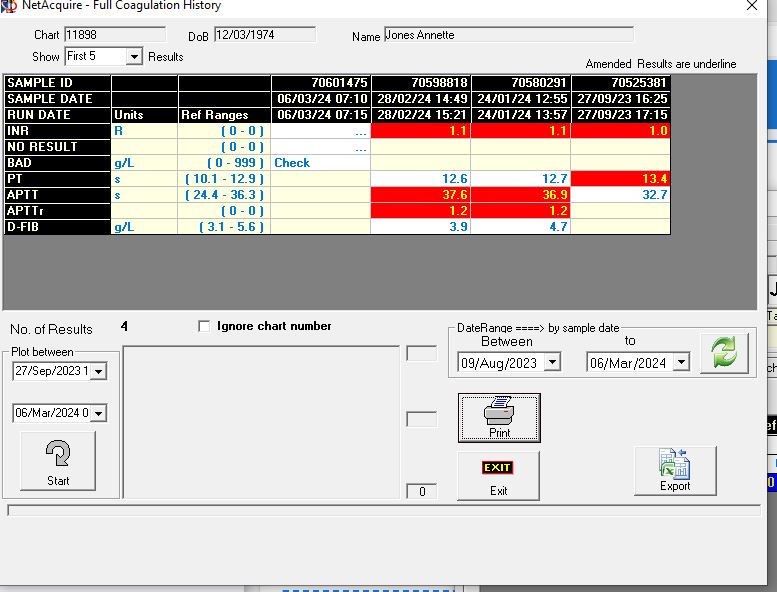 NetAcquire - Full Coagulation History
Chart 11898 DoB 12/03/1974 Name Jones Annette
Show First 5 Results
Amended Results are underline
SAMPLE ID 70601475 70598818 70580291 70525381
SAMPLE DATE 06/03/24 07:10 28/02/24 14:49 24/01/24 12:55 27/09/23 16:25
RUN DATE Units Ref Ranges 06/03/24 07:15 28/02/24 15:21 24/01/24 13:57 27/09/23 17:15
INR R ( 0 - 0 ) ... 1.1 1.1 1.0
NO RESULT ( 0 - 0 ) ...
BAD g/L ( 0 - 999 ) Check
PT s ( 10.1 - 12.9 ) 12.6 12.7 13.4
APTT s ( 24.4 - 36.3 ) 37.6 36.9 32.7
APTTr ( 0 - 0 ) 1.2 1.2
D-FIB g/L ( 3.1 - 5.6 ) 3.9 4.7
No. of Results 4 Ignore chart number
DateRange ====> by sample date
Between to
09/Aug/2023 06/Mar/2024
Plot between
27/Sep/2023 1
06/Mar/2024 0
Start
0
Print
EXIT
Exit
Export